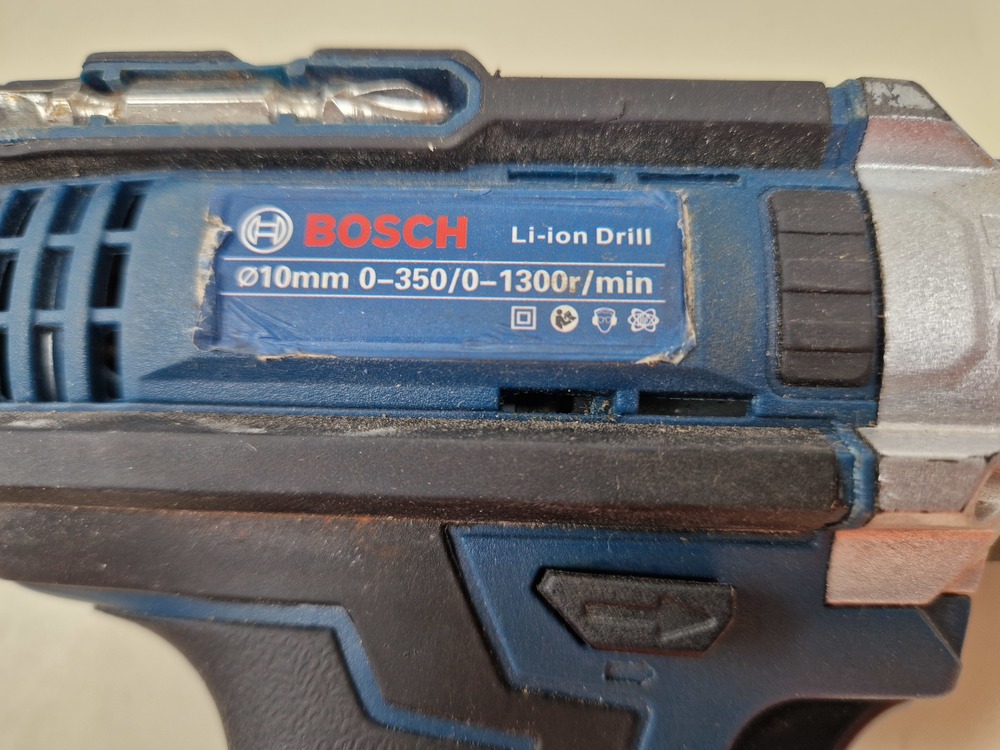 BOSCH Li-ion Drill
Ø10mm 0-350/0-1300r/min